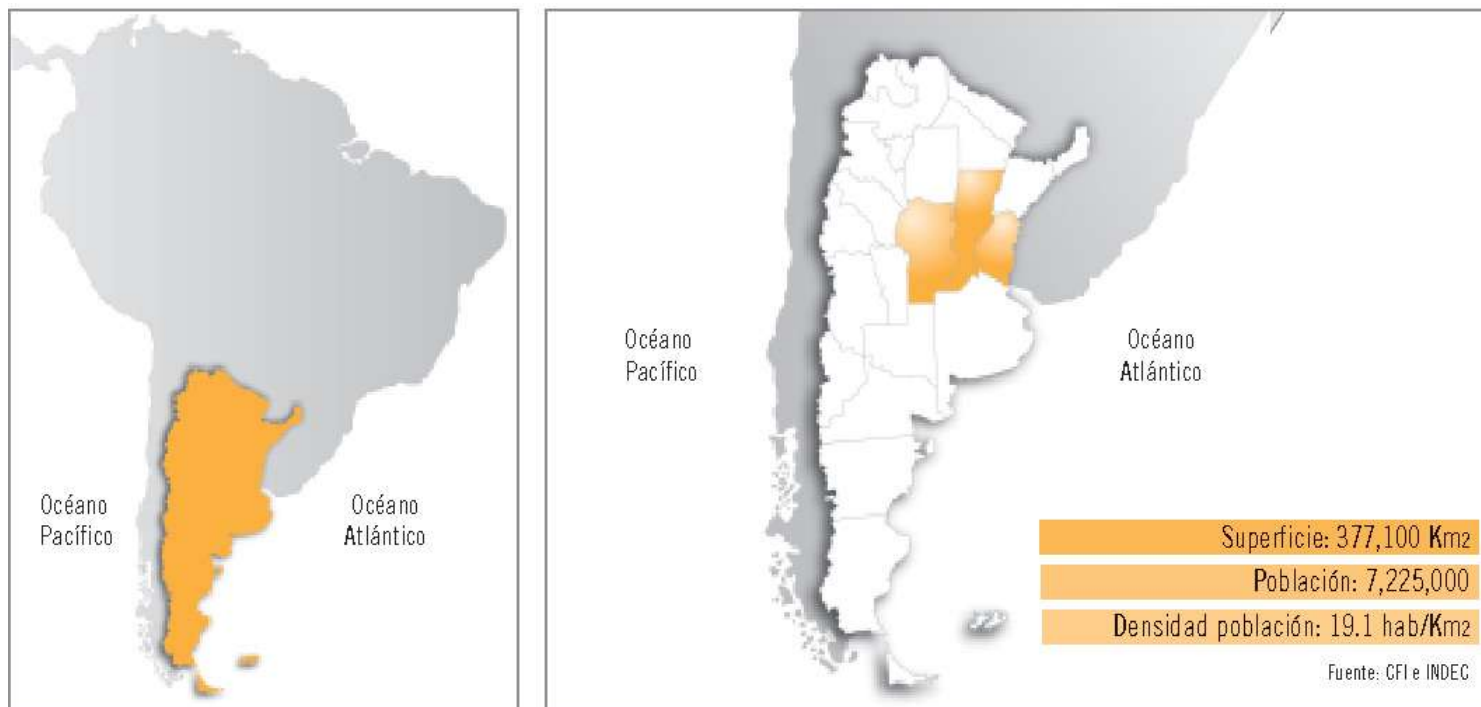 Océano
Pacífico
Océano
Atlántico
Océano
Pacífico
Océano
Atlántico
Superficie: 377,100 Km2
Población: 7,225,000
Densidad población: 19.1 hab/Km2
Fuente: CFI e INDEC